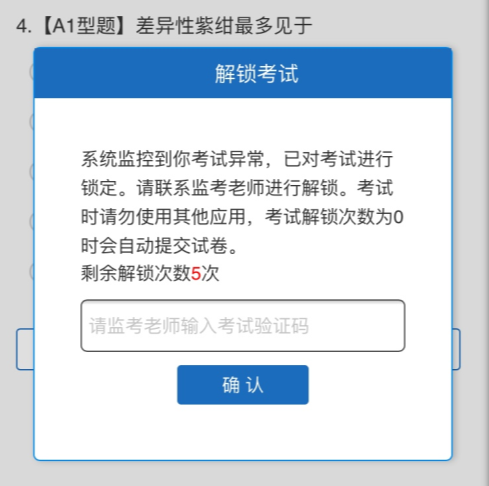 4.【A1型题】差异性紫绀最多见于
解锁考试
系统监控到你考试异常，已对考试进行
锁定。请联系监考老师进行解锁。考试
时请勿使用其他应用，考试解锁次数为0
时会自动提交试卷。
剩余解锁次数5次
请监考老师输入考试验证码
确 认